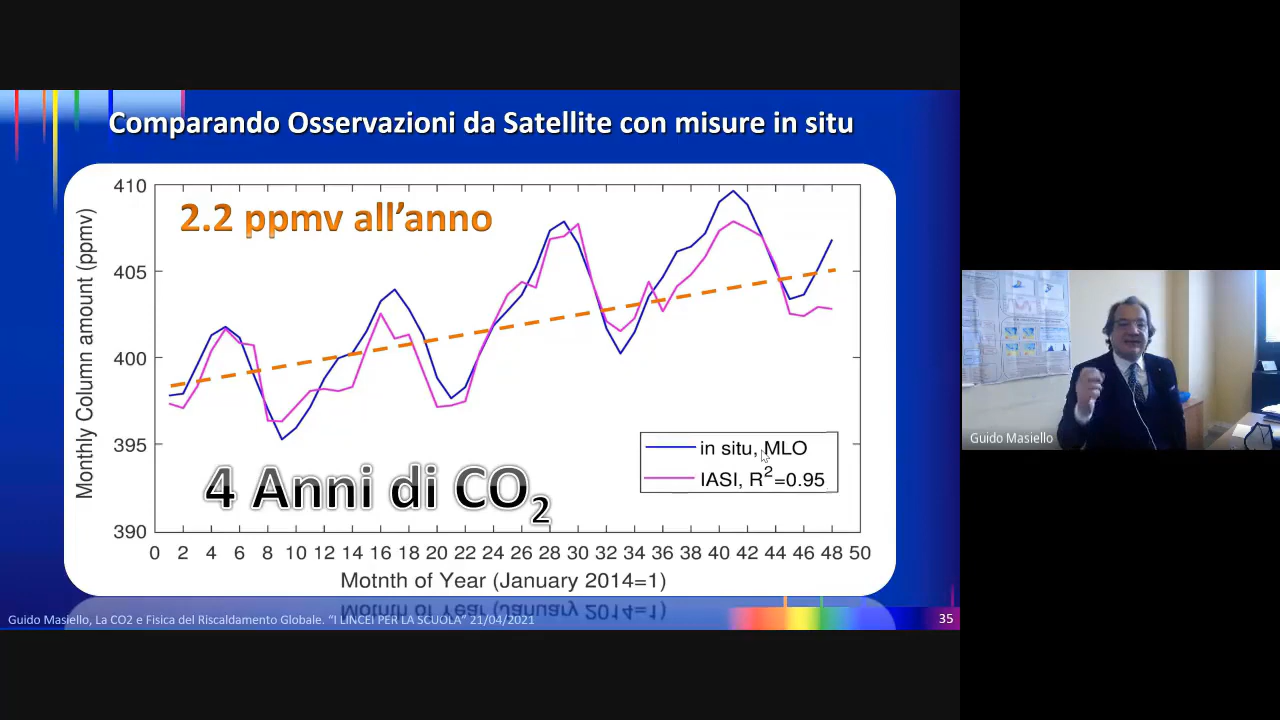 Comparando Osservazioni da Satellite con misure in situ
2.2 ppmv all'anno
Monthly Column amount (ppmv)
410
405
400
395
390
in situ, MLO
IASI, R²=0.95
4 Anni di CO₂
0 2 4 6 8 10 12 14 16 18 20 22 24 26 28 30 32 34 36 38 40 42 44 46 48 50
Motnth of Year (January 2014=1)
Guido Masiello, La CO2 e Fisica del Riscaldamento Globale. "I LINCEI PER LA SCUOLA" 21/04/2021
35
Guido Masiello